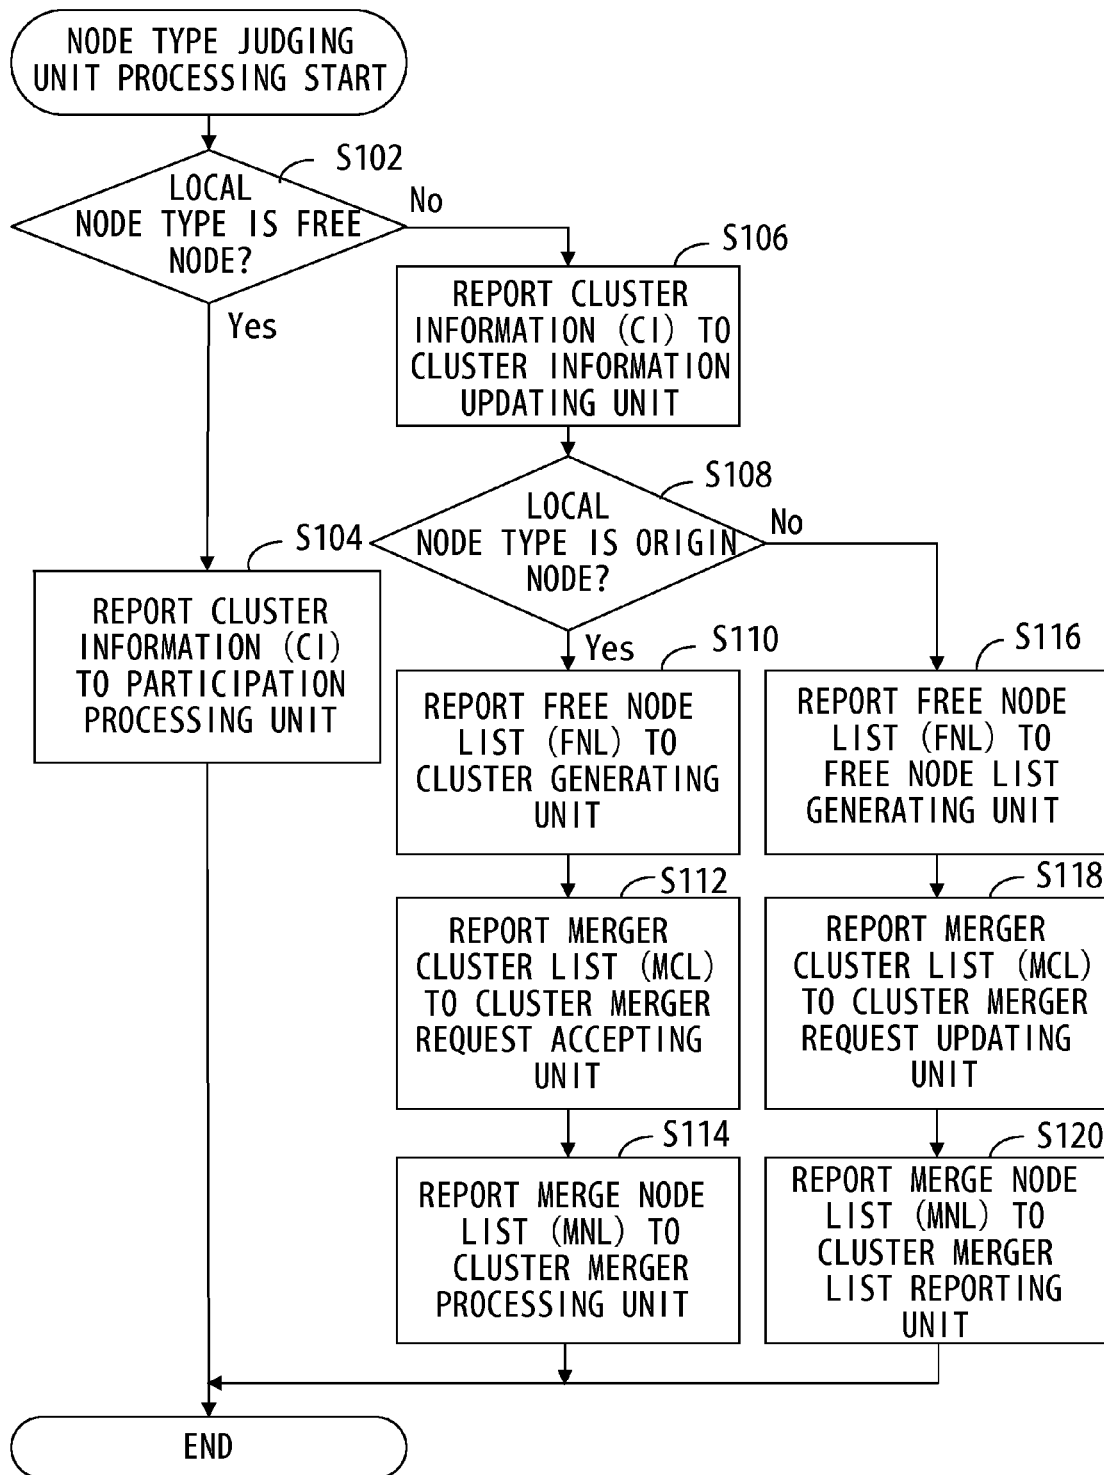 NODE TYPE JUDGING
UNIT PROCESSING START
S102
LOCAL
NODE TYPE IS FREE
NODE?
No
Yes
S106
REPORT CLUSTER
INFORMATION (CI) TO
CLUSTER INFORMATION
UPDATING UNIT
S108
LOCAL
NODE TYPE IS ORIGIN
NODE?
No
Yes
S104
REPORT CLUSTER
INFORMATION (CI)
TO PARTICIPATION
PROCESSING UNIT
S110
REPORT FREE NODE
LIST (FNL) TO
CLUSTER GENERATING
UNIT
S116
REPORT FREE NODE
LIST (FNL) TO
FREE NODE LIST
GENERATING UNIT
S112
REPORT MERGER
CLUSTER LIST (MCL)
TO CLUSTER MERGER
REQUEST ACCEPTING
UNIT
S118
REPORT MERGER
CLUSTER LIST (MCL)
TO CLUSTER MERGER
REQUEST UPDATING
UNIT
S114
REPORT MERGE NODE
LIST (MNL) TO
CLUSTER MERGER
PROCESSING UNIT
S120
REPORT MERGE NODE
LIST (MNL) TO
CLUSTER MERGER
LIST REPORTING
UNIT
END